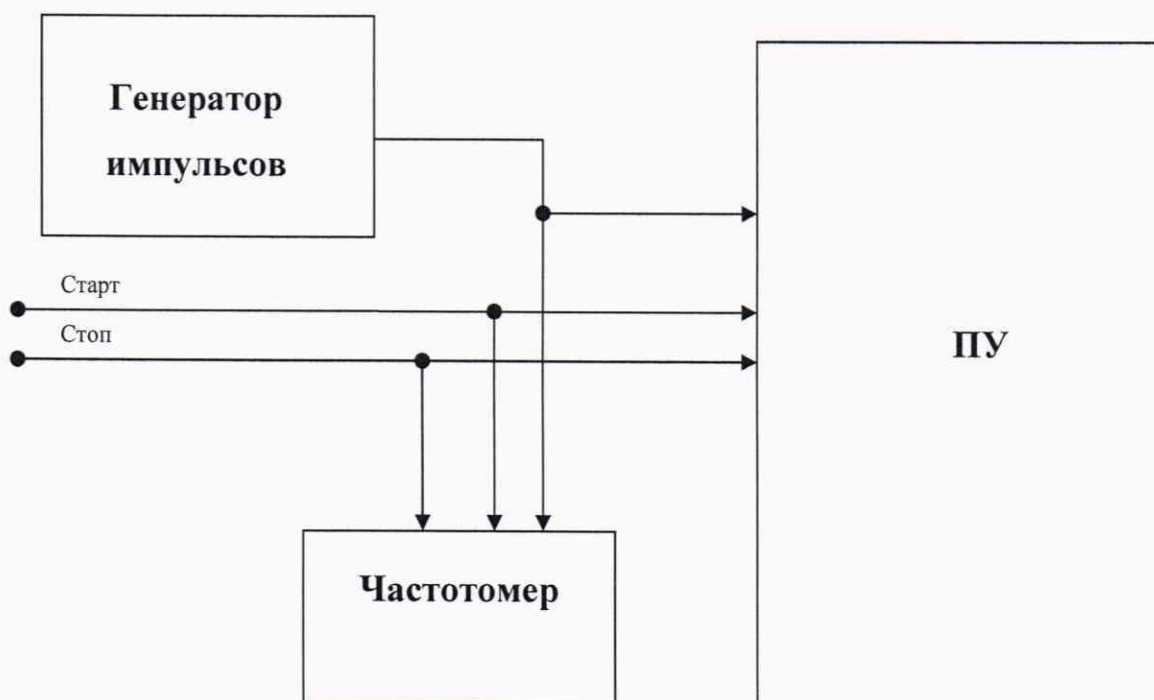 Генератор
импульсов
Старт
Стоп
ПУ
Частотомер